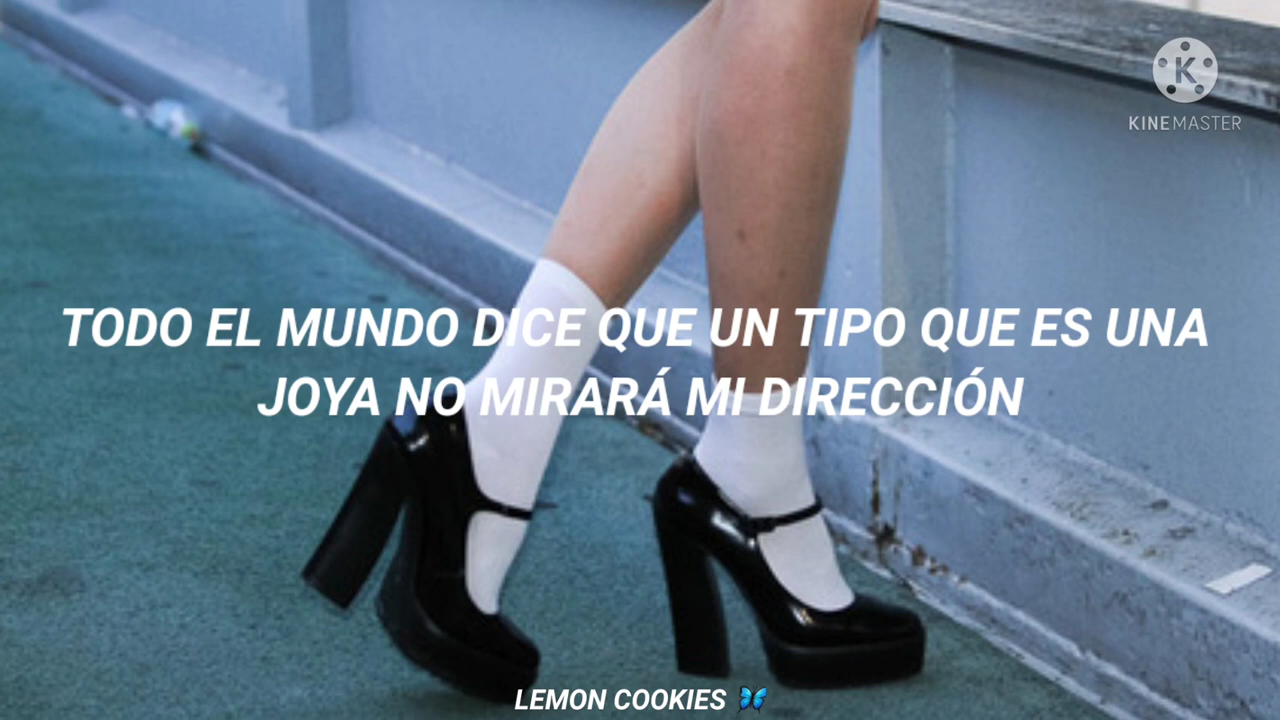 KINEMASTER
TODO EL MUNDO DICE QUE UN TIPO QUE ES UNA
JOYA NO MIRARÁ MI DIRECCIÓN
LEMON COOKIES 🦋